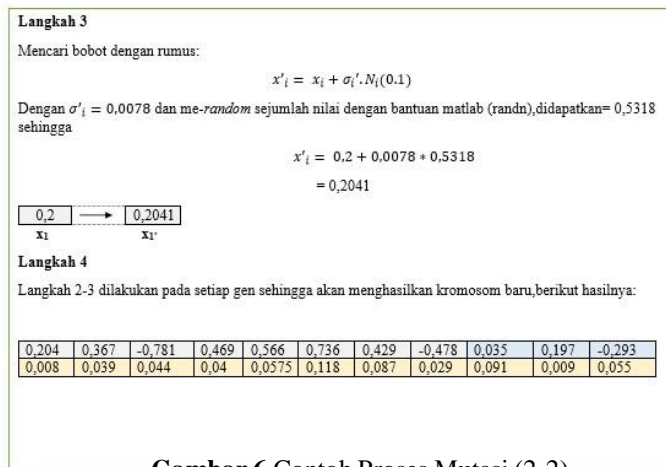 Langkah 3
Mencari bobot dengan rumus:
x'ᵢ = xᵢ + σᵢ'.Nᵢ(0.1)
Dengan σ'ᵢ = 0,0078 dan me-random sejumlah nilai dengan bantuan matlab (randn),didapatkan= 0,5318
sehingga
x'ᵢ = 0,2 + 0,0078 * 0,5318
= 0,2041
0,2 → 0,2041
x₁ x₁'
Langkah 4
Langkah 2-3 dilakukan pada setiap gen sehingga akan menghasilkan kromosom baru,berikut hasilnya:
0,204 0,367 -0,781 0,469 0,566 0,736 0,429 -0,478 0,035 0,197 -0,293
0,008 0,039 0,044 0,04 0,0575 0,118 0,087 0,029 0,091 0,009 0,055
Gambar 6 Contoh Proses Mutasi (2-2)